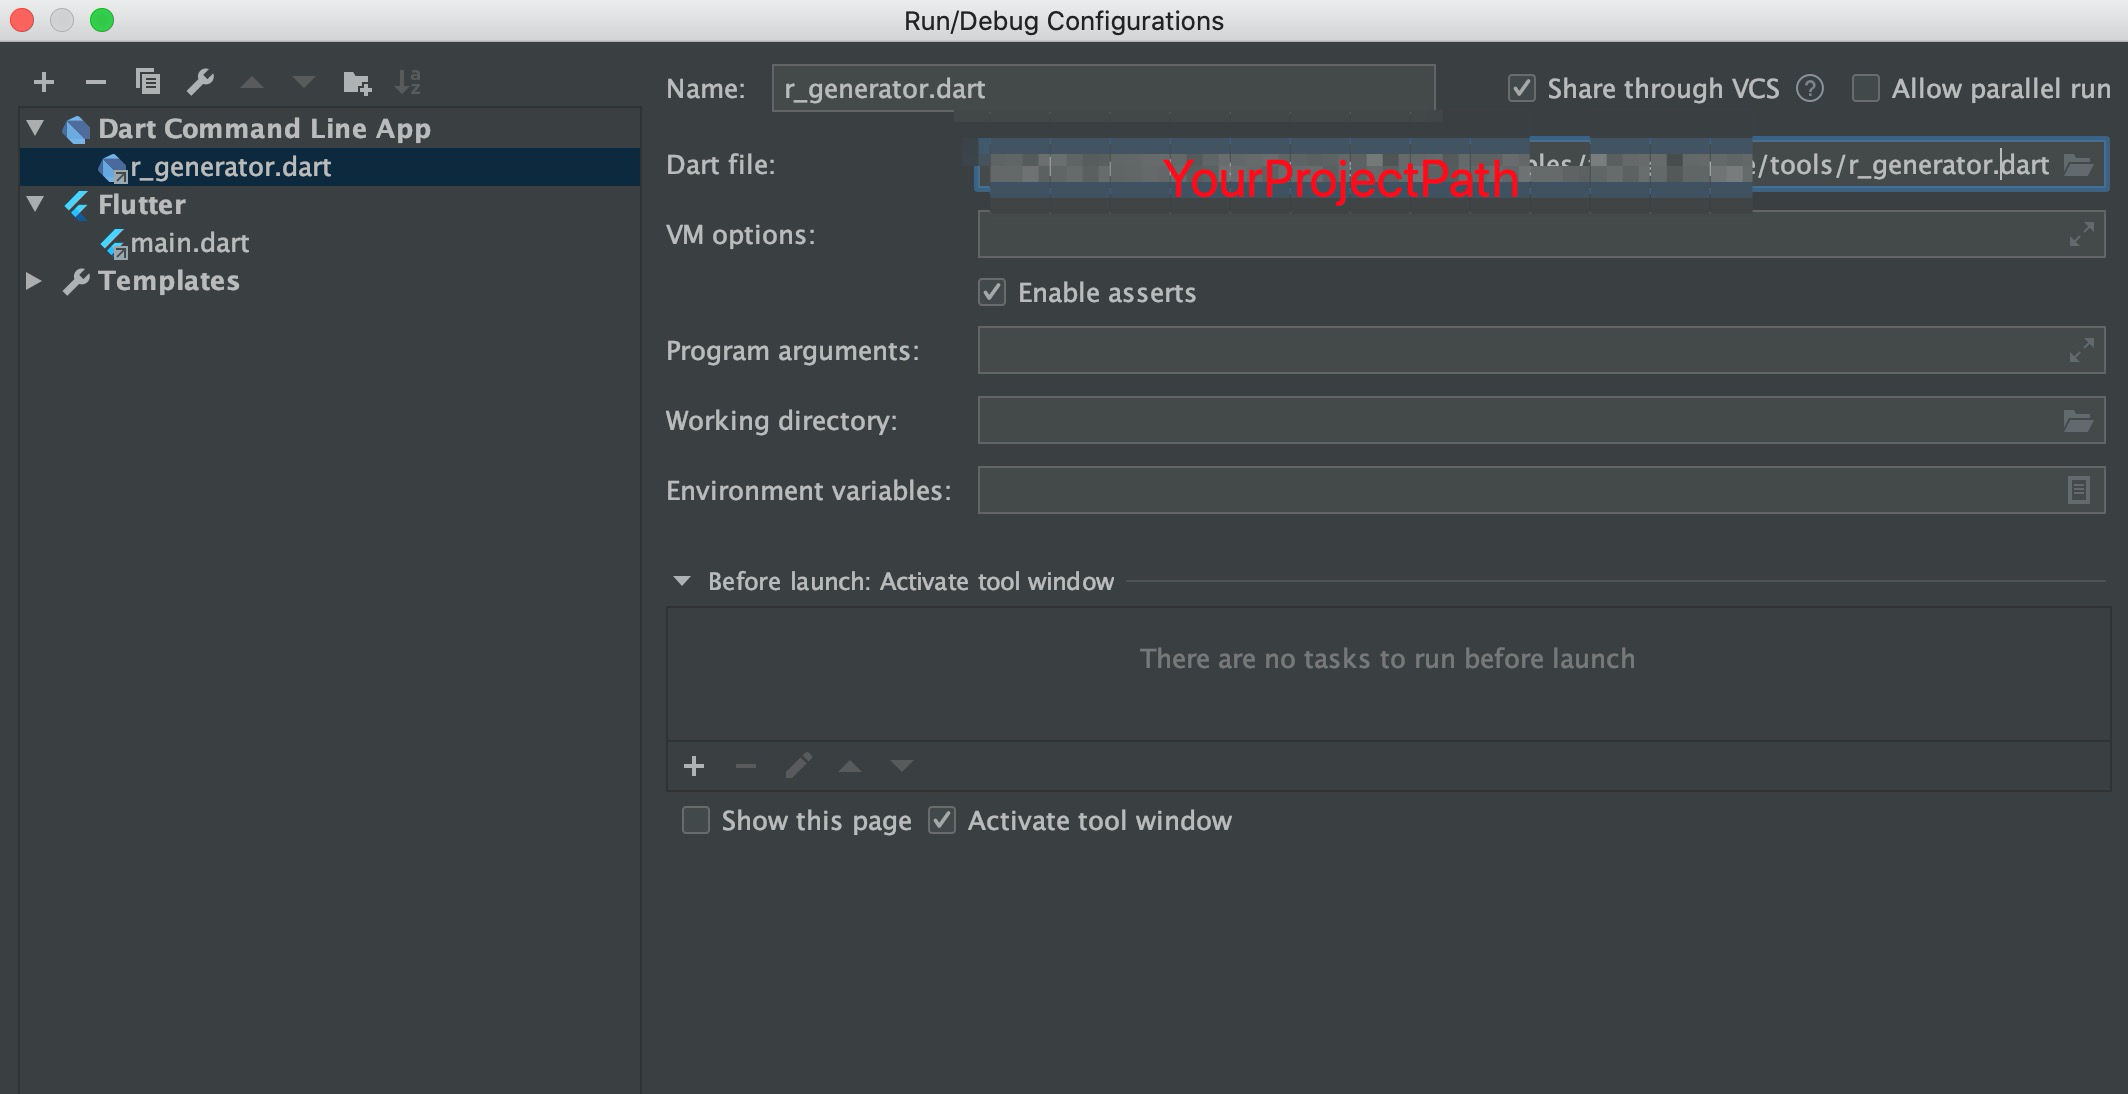 Run/Debug Configurations
Name: r_generator.dart Share through VCS ? Allow parallel run
Dart Command Line App
r_generator.dart
Flutter
main.dart
Templates
Dart file: YourProjectPath /tools/r_generator.dart
VM options:
Enable asserts
Program arguments:
Working directory:
Environment variables:
Before launch: Activate tool window
There are no tasks to run before launch
Show this page Activate tool window